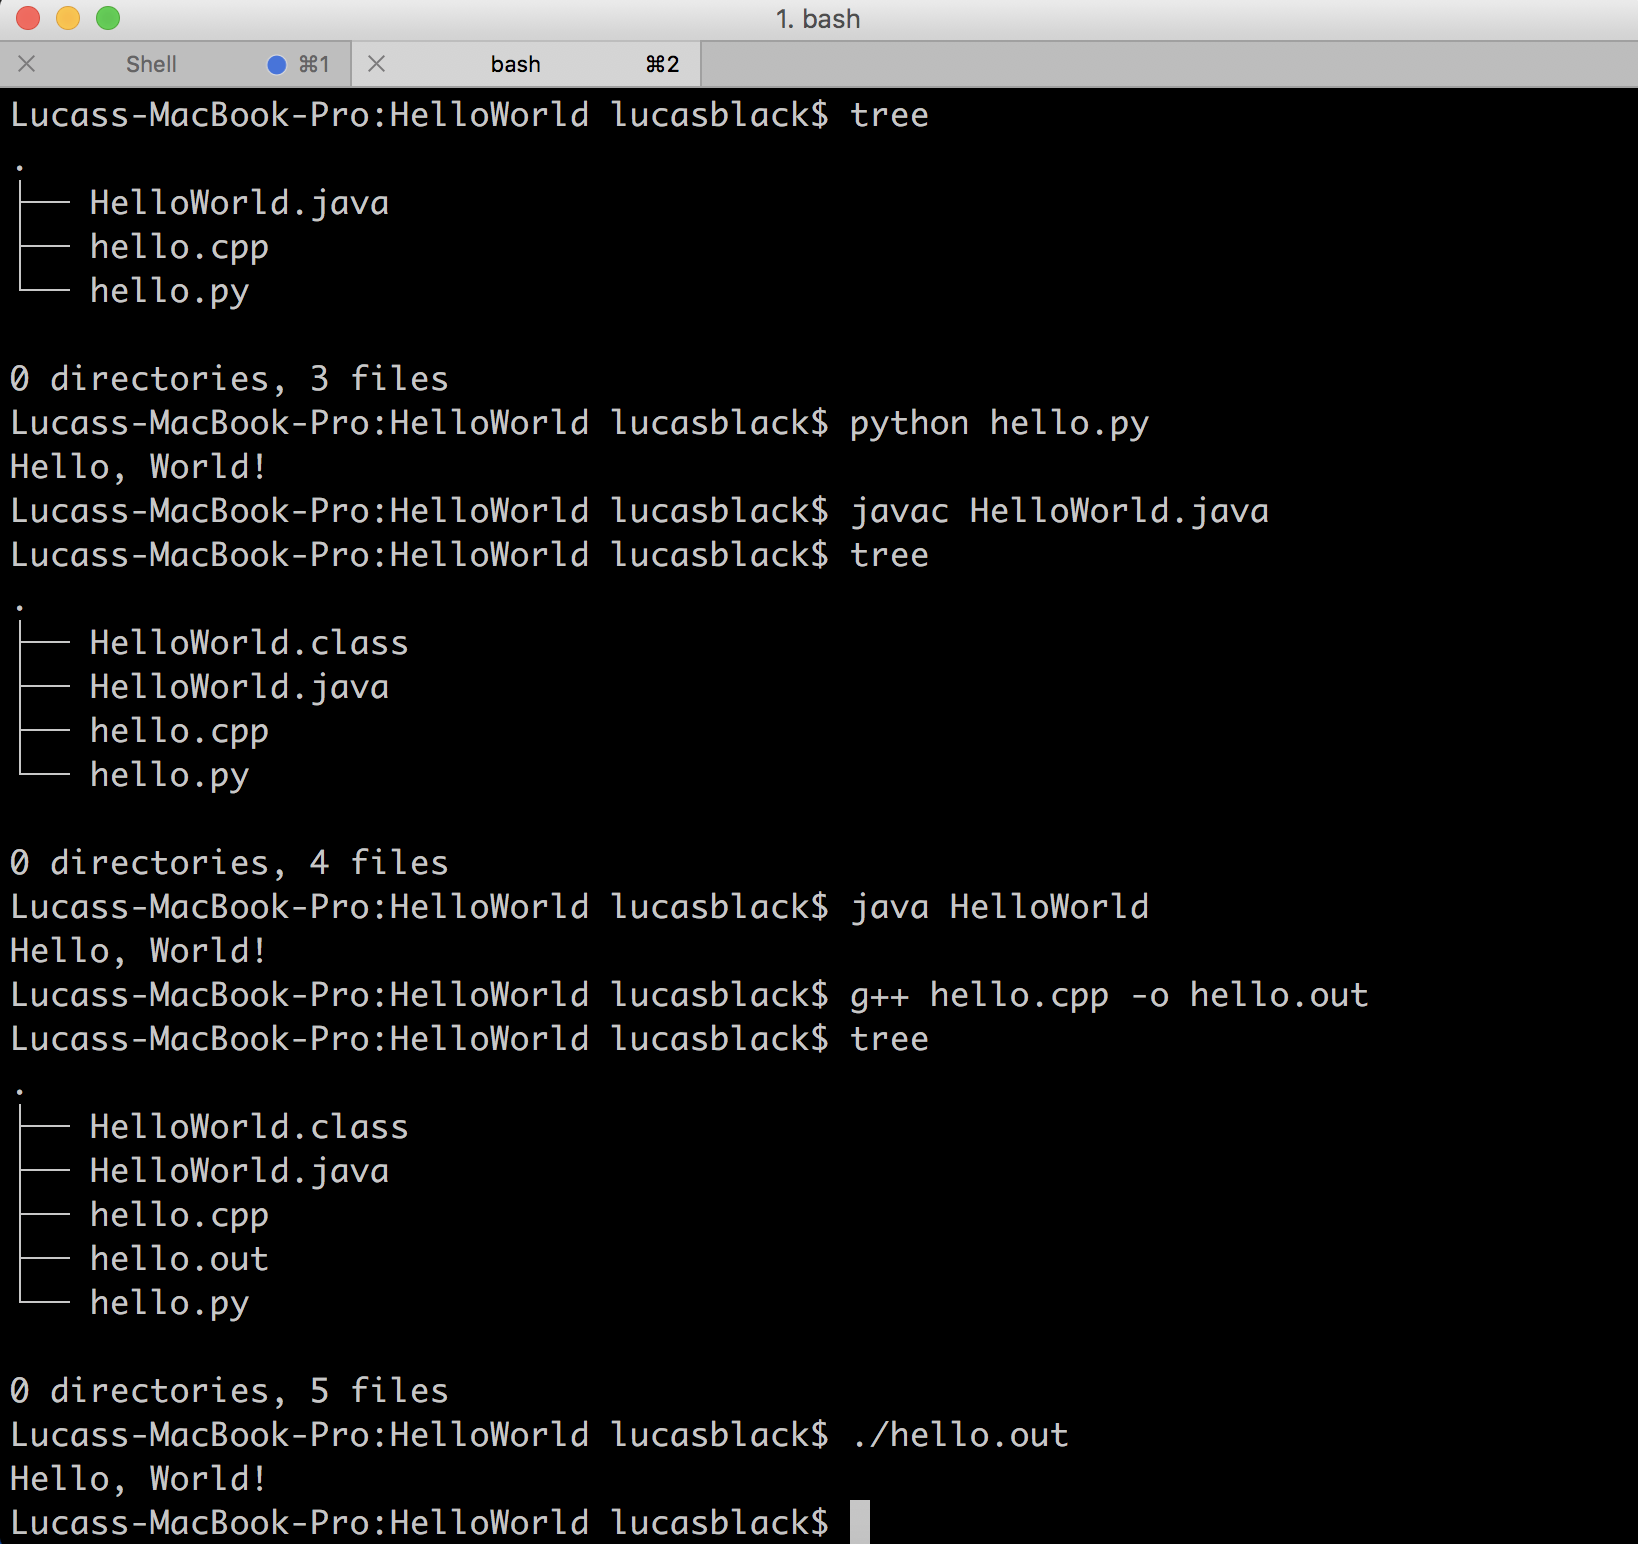 1. bash
Shell ⌘1 bash ⌘2
Lucass-MacBook-Pro:HelloWorld lucasblack$ tree
.
├── HelloWorld.java
├── hello.cpp
└── hello.py
0 directories, 3 files
Lucass-MacBook-Pro:HelloWorld lucasblack$ python hello.py
Hello, World!
Lucass-MacBook-Pro:HelloWorld lucasblack$ javac HelloWorld.java
Lucass-MacBook-Pro:HelloWorld lucasblack$ tree
.
├── HelloWorld.class
├── HelloWorld.java
├── hello.cpp
└── hello.py
0 directories, 4 files
Lucass-MacBook-Pro:HelloWorld lucasblack$ java HelloWorld
Hello, World!
Lucass-MacBook-Pro:HelloWorld lucasblack$ g++ hello.cpp -o hello.out
Lucass-MacBook-Pro:HelloWorld lucasblack$ tree
.
├── HelloWorld.class
├── HelloWorld.java
├── hello.cpp
├── hello.out
└── hello.py
0 directories, 5 files
Lucass-MacBook-Pro:HelloWorld lucasblack$ ./hello.out
Hello, World!
Lucass-MacBook-Pro:HelloWorld lucasblack$